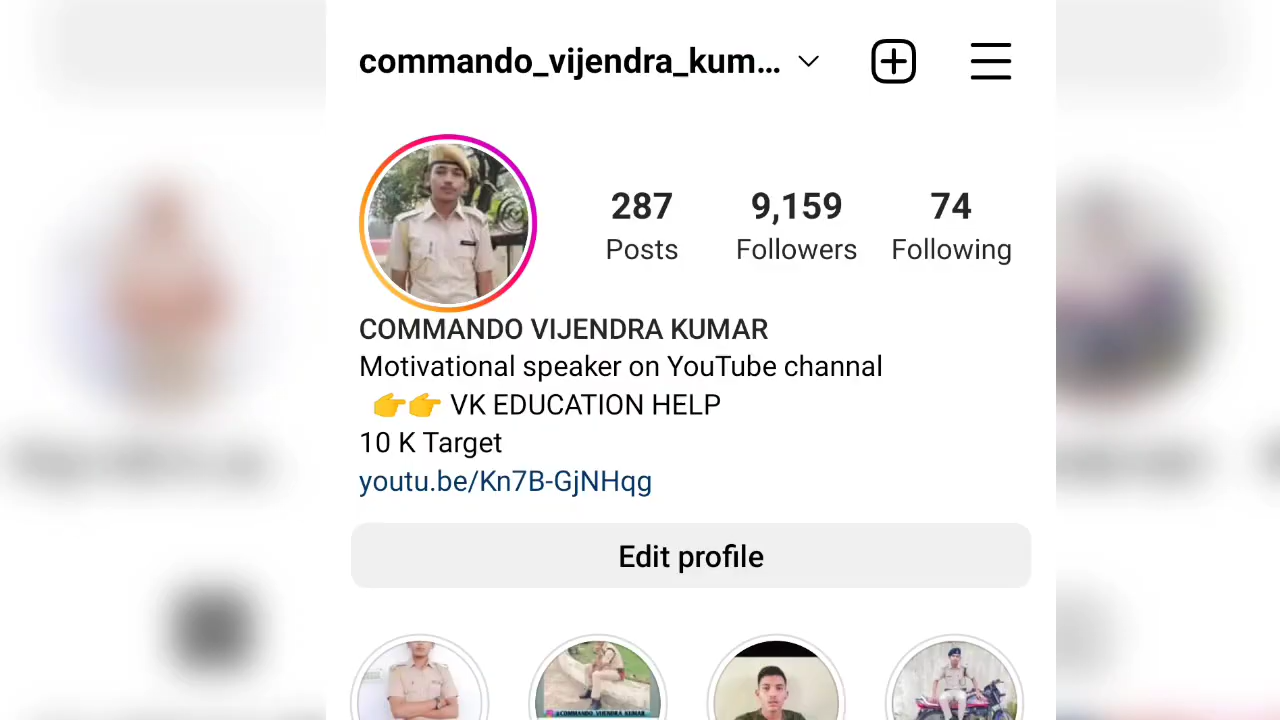 commando_vijendra_kum...
287
Posts
9,159
Followers
74
Following
COMMANDO VIJENDRA KUMAR
Motivational speaker on YouTube channal
👉👉 VK EDUCATION HELP
10 K Target
youtu.be/Kn7B-GjNHqg
Edit profile
@COMMANDO_VIJENDRA_KUMAR